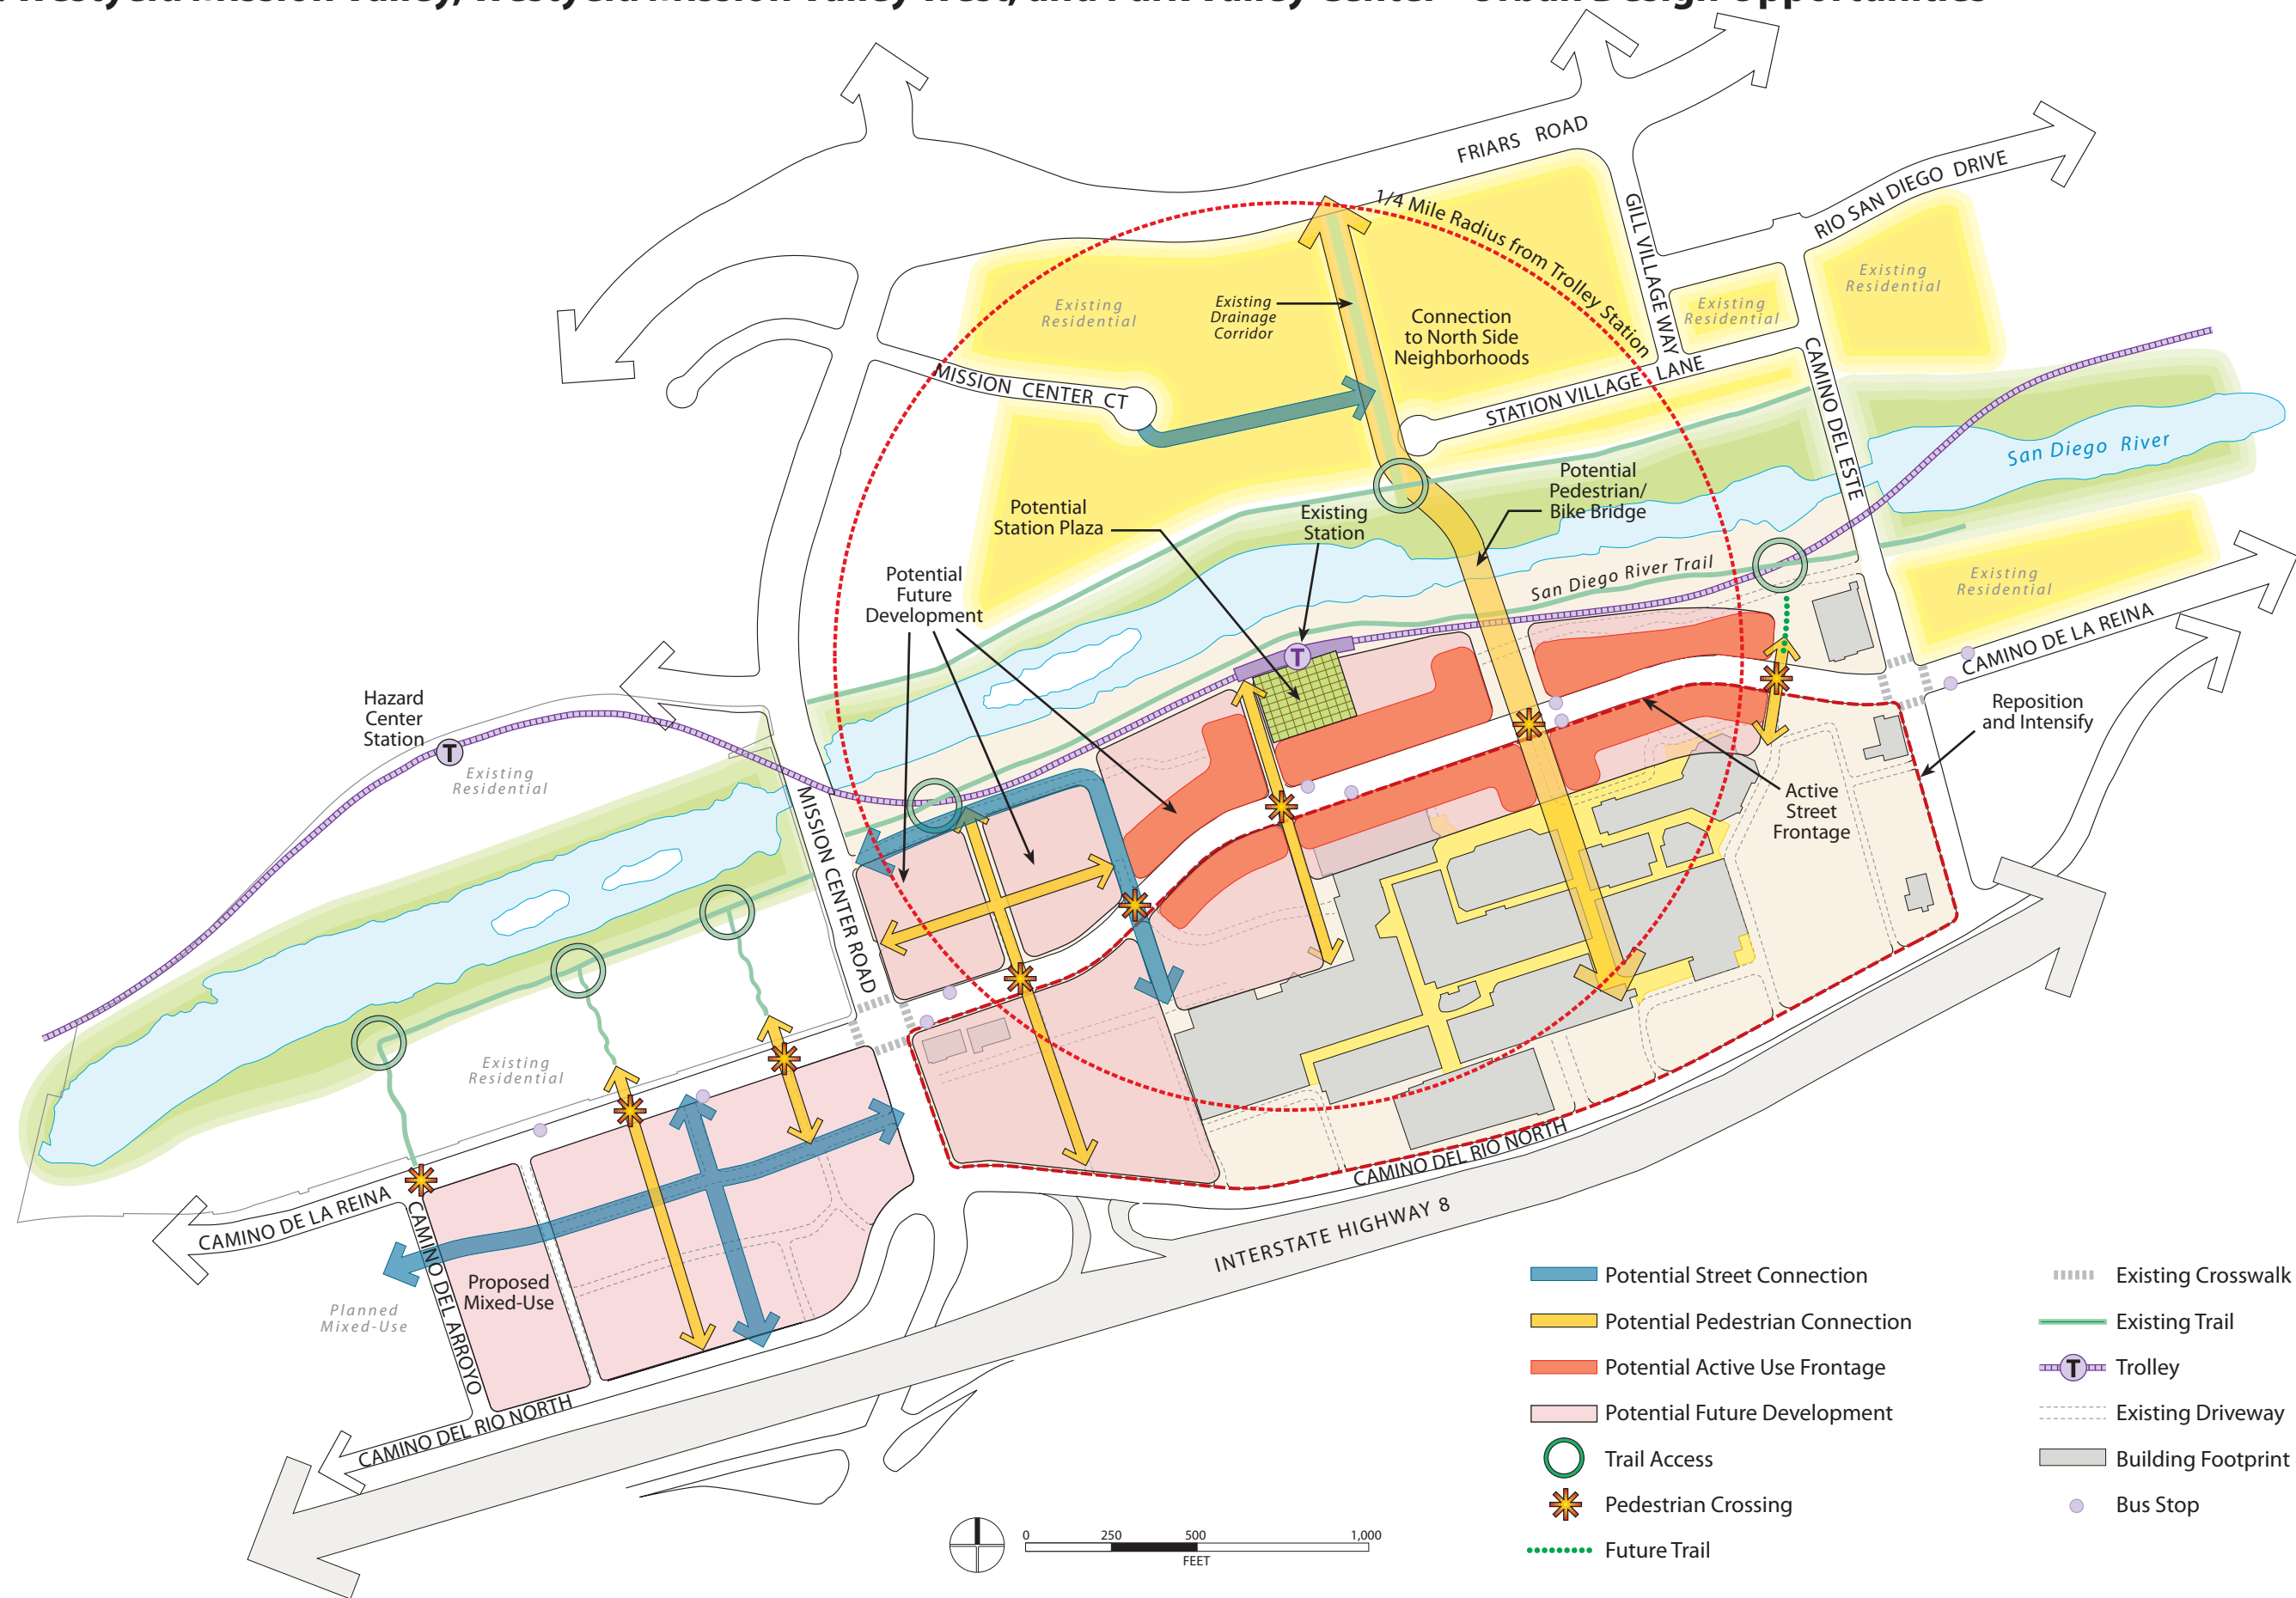 FRIARS ROAD
RIO SAN DIEGO DRIVE
GILL VILLAGE WAY
1/4 Mile Radius from Trolley Station
Existing
Residential
Existing
Drainage
Corridor
Connection
to North Side
Neighborhoods
Existing
Residential
Existing
Residential
MISSION CENTER CT
STATION VILLAGE LANE
CAMINO DEL ESTE
San Diego River
Potential
Station Plaza
Existing
Station
Potential
Pedestrian/
Bike Bridge
San Diego River Trail
Existing
Residential
Potential
Future
Development
CAMINO DE LA REINA
T
Hazard
Center
Station
T
Existing
Residential
Reposition
and Intensify
Active
Street
Frontage
MISSION CENTER ROAD
Existing
Residential
CAMINO DE LA REINA
CAMINO DEL ARROYO
Proposed
Mixed-Use
Planned
Mixed-Use
CAMINO DEL RIO NORTH
CAMINO DEL RIO NORTH
INTERSTATE HIGHWAY 8
Potential Street Connection
Potential Pedestrian Connection
Potential Active Use Frontage
Potential Future Development
Trail Access
Pedestrian Crossing
Future Trail
Existing Crosswalk
Existing Trail
T
Trolley
Existing Driveway
Building Footprint
Bus Stop
0 250 500 1,000
FEET